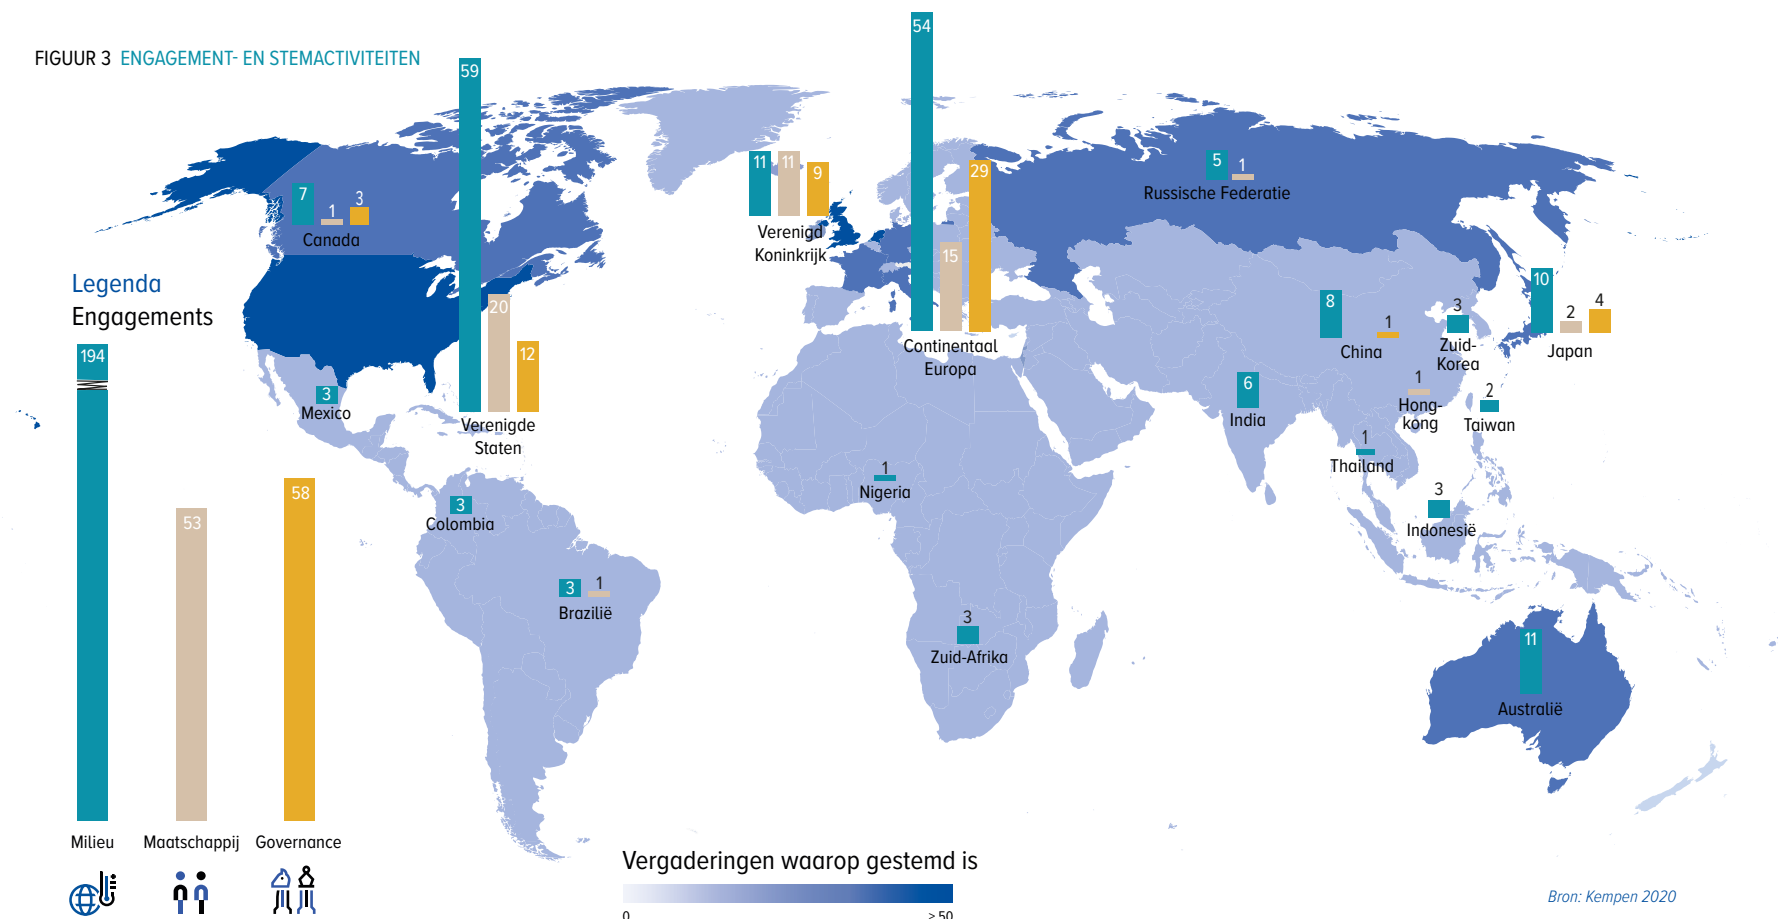 FIGUUR 3 ENGAGEMENT- EN STEMACTIVITEITEN
54
59
11
11
9
29
15
5
1
Russische Federatie
7
1
3
Canada
Verenigd
Koninkrijk
Legenda
Engagements
194
20
12
8
1
China
3
Zuid-
Korea
10
2
4
Japan
Continentaal
Europa
3
Mexico
Verenigde
Staten
6
India
1
Hong-
kong
2
Taiwan
1
Thailand
1
Nigeria
3
Colombia
3
Indonesië
53
58
3
1
Brazilië
3
Zuid-Afrika
11
Australië
Milieu
Maatschappij
Governance
Vergaderingen waarop gestemd is
0
> 50
Bron: Kempen 2020